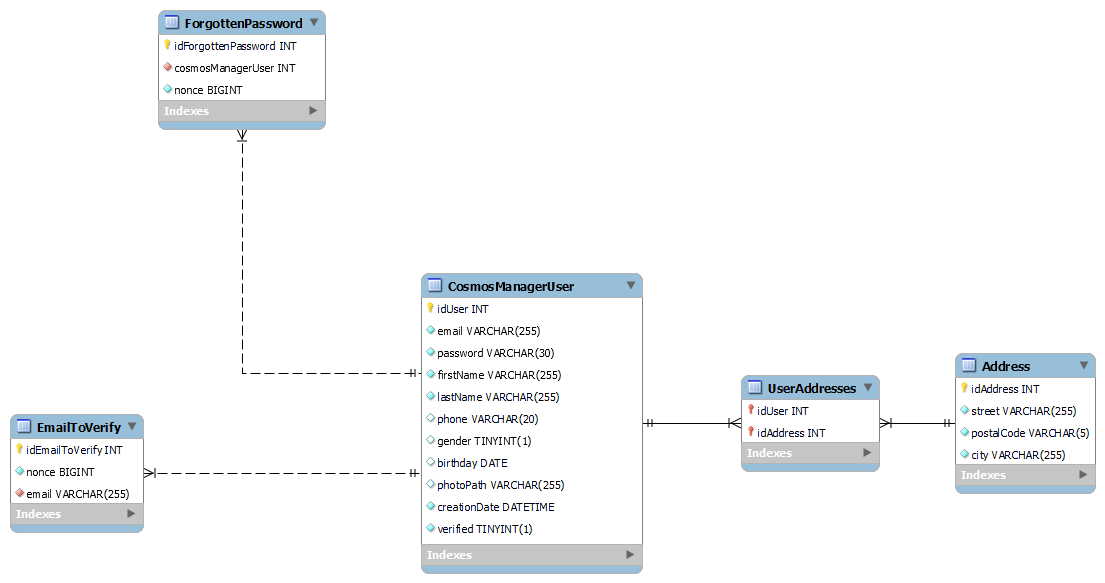 ForgottenPassword
idForgottenPassword INT
cosmosManagerUser INT
nonce BIGINT
Indexes
CosmosManagerUser
idUser INT
email VARCHAR(255)
password VARCHAR(30)
firstName VARCHAR(255)
lastName VARCHAR(255)
phone VARCHAR(20)
gender TINYINT(1)
birthday DATE
photoPath VARCHAR(255)
creationDate DATETIME
verified TINYINT(1)
Indexes
EmailToVerify
idEmailToVerify INT
nonce BIGINT
email VARCHAR(255)
Indexes
UserAddresses
idUser INT
idAddress INT
Indexes
Address
idAddress INT
street VARCHAR(255)
postalCode VARCHAR(5)
city VARCHAR(255)
Indexes